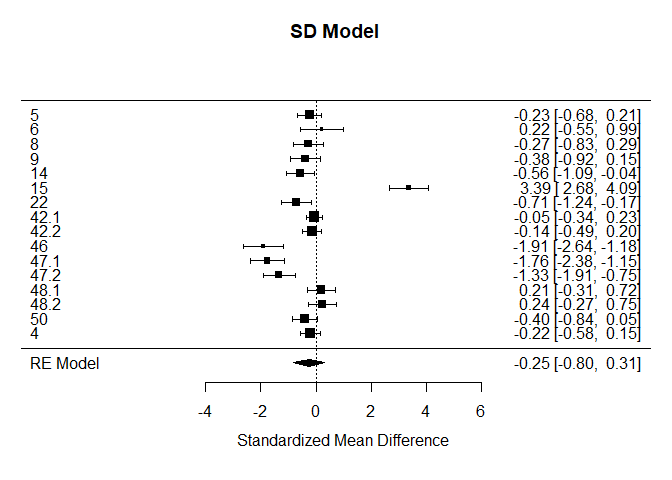 SD Model
5 -0.23 [-0.68, 0.21]
6 0.22 [-0.55, 0.99]
8 -0.27 [-0.83, 0.29]
9 -0.38 [-0.92, 0.15]
14 -0.56 [-1.09, -0.04]
15 3.39 [ 2.68, 4.09]
22 -0.71 [-1.24, -0.17]
42.1 -0.05 [-0.34, 0.23]
42.2 -0.14 [-0.49, 0.20]
46 -1.91 [-2.64, -1.18]
47.1 -1.76 [-2.38, -1.15]
47.2 -1.33 [-1.91, -0.75]
48.1 0.21 [-0.31, 0.72]
48.2 0.24 [-0.27, 0.75]
50 -0.40 [-0.84, 0.05]
4 -0.22 [-0.58, 0.15]
RE Model -0.25 [-0.80, 0.31]
-4 -2 0 2 4 6
Standardized Mean Difference